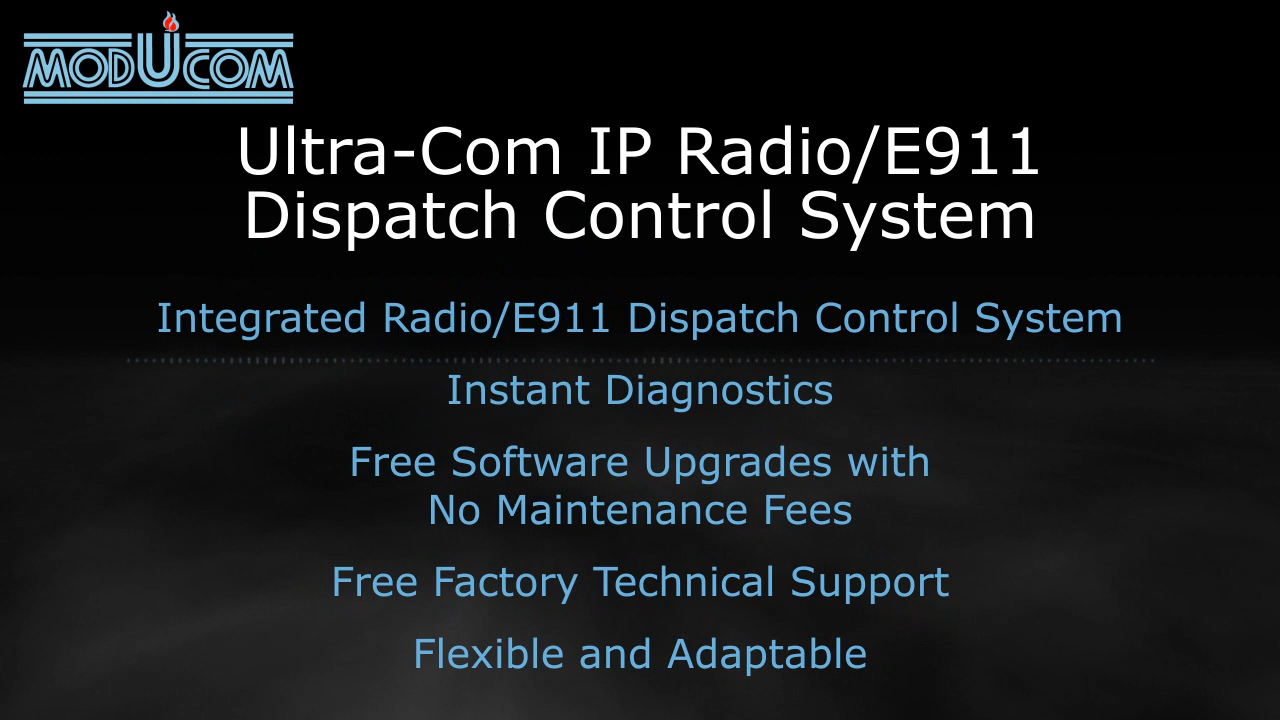 MODUCOM
Ultra-Com IP Radio/E911
Dispatch Control System
Integrated Radio/E911 Dispatch Control System
Instant Diagnostics
Free Software Upgrades with
No Maintenance Fees
Free Factory Technical Support
Flexible and Adaptable